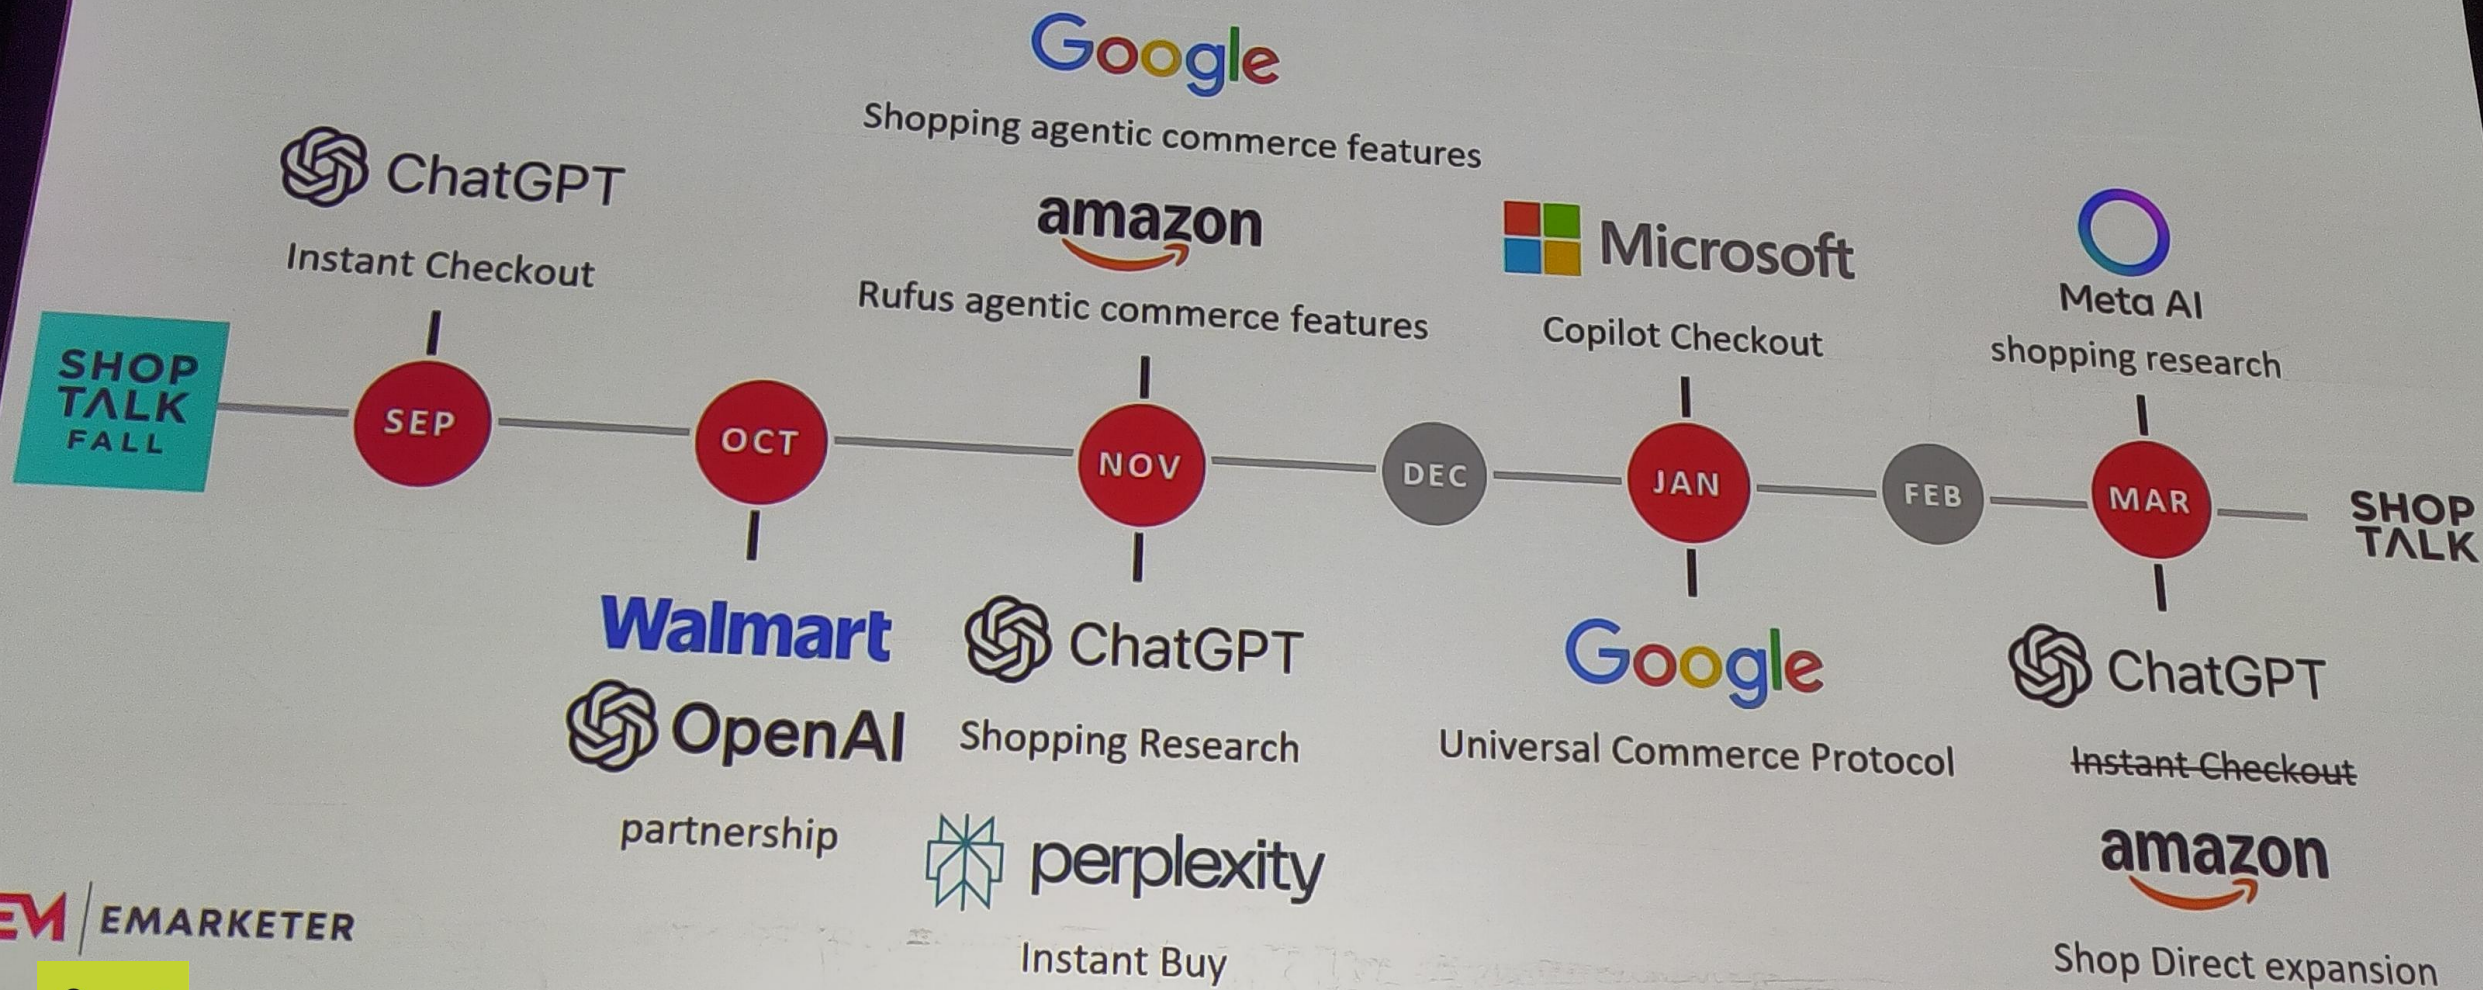 Google
Shopping agentic commerce features
ChatGPT
Instant Checkout
amazon
Rufus agentic commerce features
Microsoft
Copilot Checkout
Meta AI
shopping research
SHOP
TALK
FALL
SEP
OCT
NOV
DEC
JAN
FEB
MAR
SHOP
TALK
Walmart
OpenAI
partnership
ChatGPT
Shopping Research
perplexity
Instant Buy
Google
Universal Commerce Protocol
ChatGPT
Instant Checkout
amazon
Shop Direct expansion
EM | EMARKETER